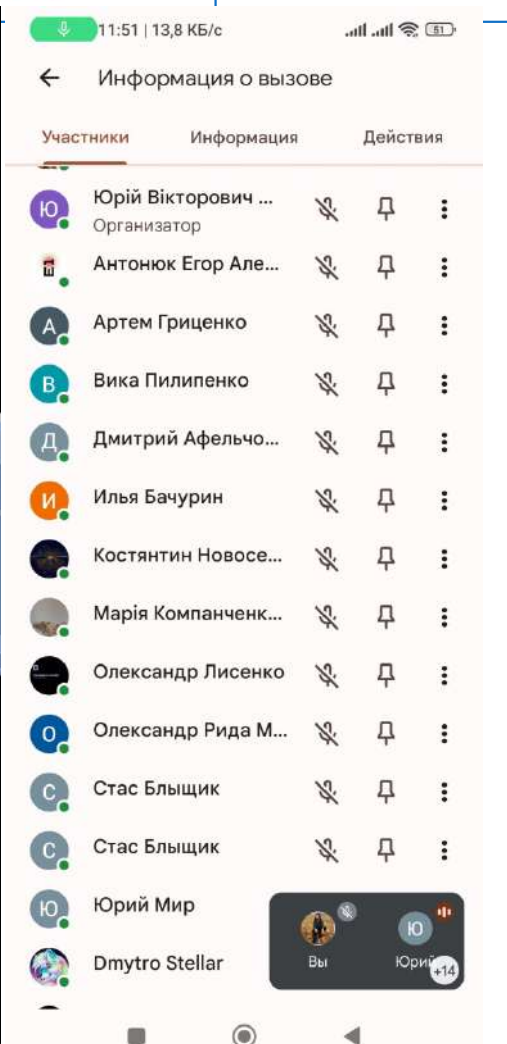 11:51 | 13,8 КБ/с 51
Информация о вызове
Участники Информация Действия
Ю Юрій Вікторович ...
Организатор
Антонюк Егор Але...
А Артем Гриценко
В Вика Пилипенко
Д Дмитрий Афельчо...
И Илья Бачурин
Костянтин Новосе...
Марія Компанченк...
Олександр Лисенко
О Олександр Рида М...
С Стас Блыщик
С Стас Блыщик
Ю Юрий Мир
Dmytro Stellar
Ю
Вы Юрий
+14